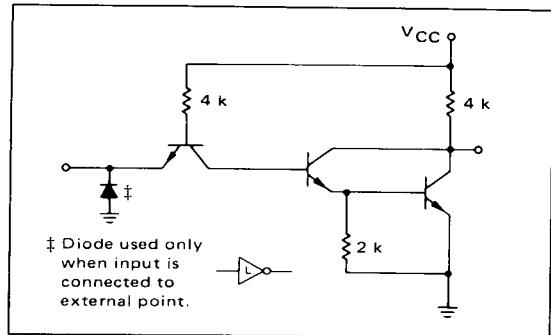 VCC
4 k
4 k
‡
2 k
‡ Diode used only
when input is
connected to
external point.
L